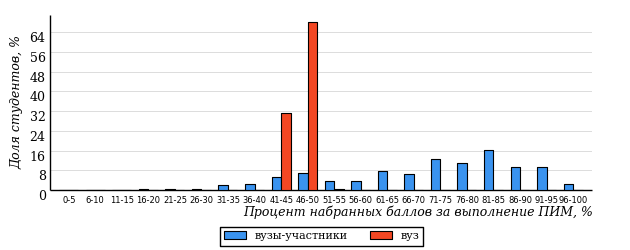 Доля студентов, %
64
56
48
40
32
24
16
8
0
0-5 6-10 11-15 16-20 21-25 26-30 31-35 36-40 41-45 46-50 51-55 56-60 61-65 66-70 71-75 76-80 81-85 86-90 91-95 96-100
Процент набранных баллов за выполнение ПИМ, %
вузы-участники вуз